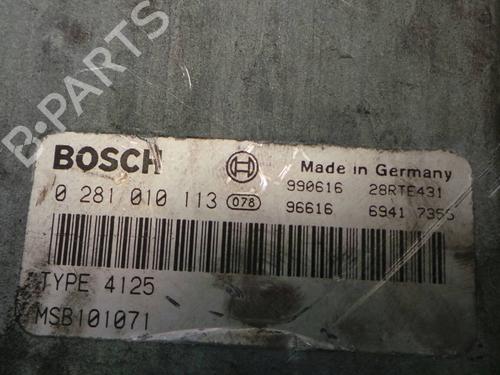 B-PARTS
BOSCH Made in Germany
0 281 010 113 078 990616 28RTE431
96616 6941 7355
TYPE 4125
MSB101071